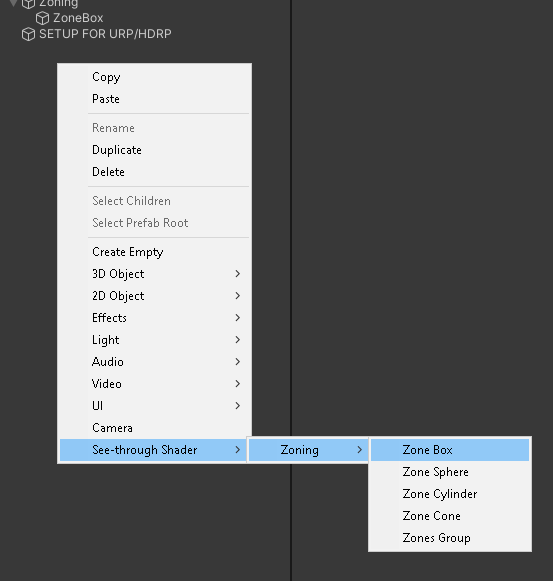 Zoning
ZoneBox
SETUP FOR URP/HDRP
Copy
Paste
Rename
Duplicate
Delete
Select Children
Select Prefab Root
Create Empty
3D Object
2D Object
Effects
Light
Audio
Video
UI
Camera
See-through Shader
Zoning
Zone Box
Zone Sphere
Zone Cylinder
Zone Cone
Zones Group